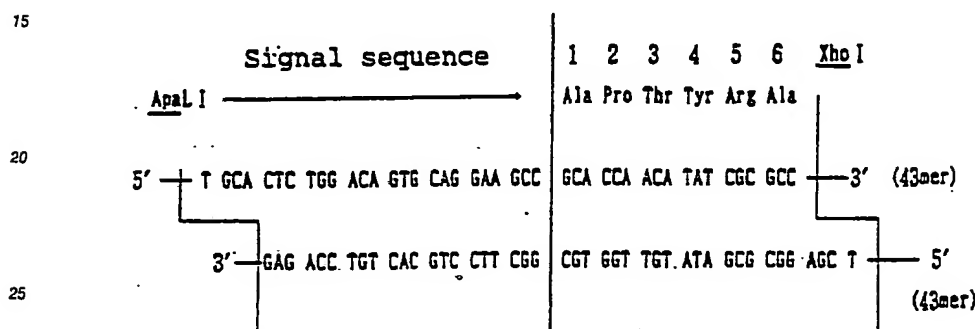 15
Signal sequence 1 2 3 4 5 6 Xho I
ApaL I Ala Pro Thr Tyr Arg Ala
20
5' T GCA CTC TGG ACA GTG CAG GAA GCC GCA CCA ACA TAT CGC GCC 3' (43mer)
3' GAG ACC TGT CAC GTC CTT CGG CGT GGT TGT ATA GCG CGG AGC T 5'
25
(43mer)